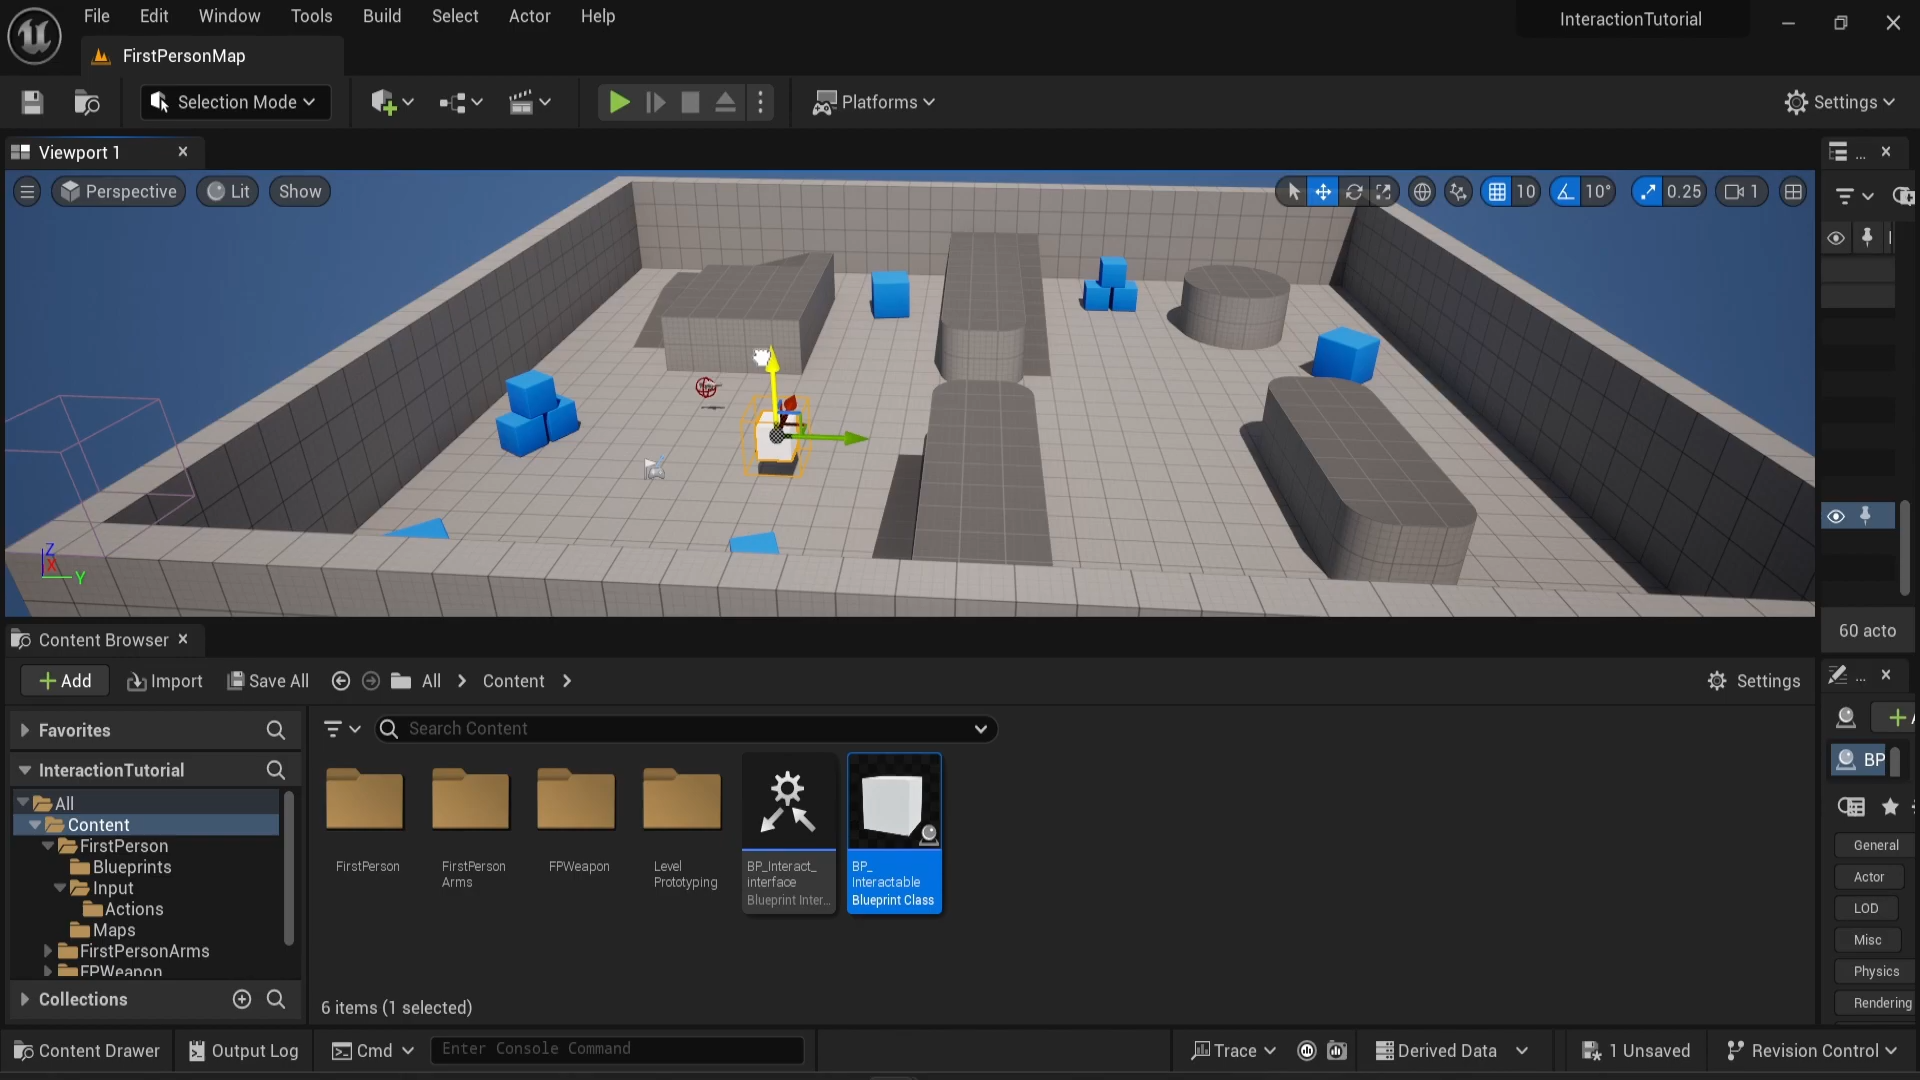 File Edit Window Tools Build Select Actor Help
InteractionTutorial
FirstPersonMap
Selection Mode
Platforms
Settings
Viewport 1
...
Perspective
Lit
Show
10
10°
0.25
1
Z
X
Y
60 acto
Content Browser
...
Add
Import
Save All
All
Content
Settings
Favorites
Search Content
BP
InteractionTutorial
All
Content
FirstPerson
Blueprints
Input
Actions
Maps
FirstPersonArms
FPWeapon
Collections
FirstPerson
FirstPerson
Arms
FPWeapon
Level
Prototyping
BP_Interact_
interface
Blueprint Inter...
BP_
Interactable
Blueprint Class
General
Actor
LOD
Misc
Physics
Rendering
6 items (1 selected)
Content Drawer
Output Log
Cmd
Enter Console Command
Trace
Derived Data
1 Unsaved
Revision Control